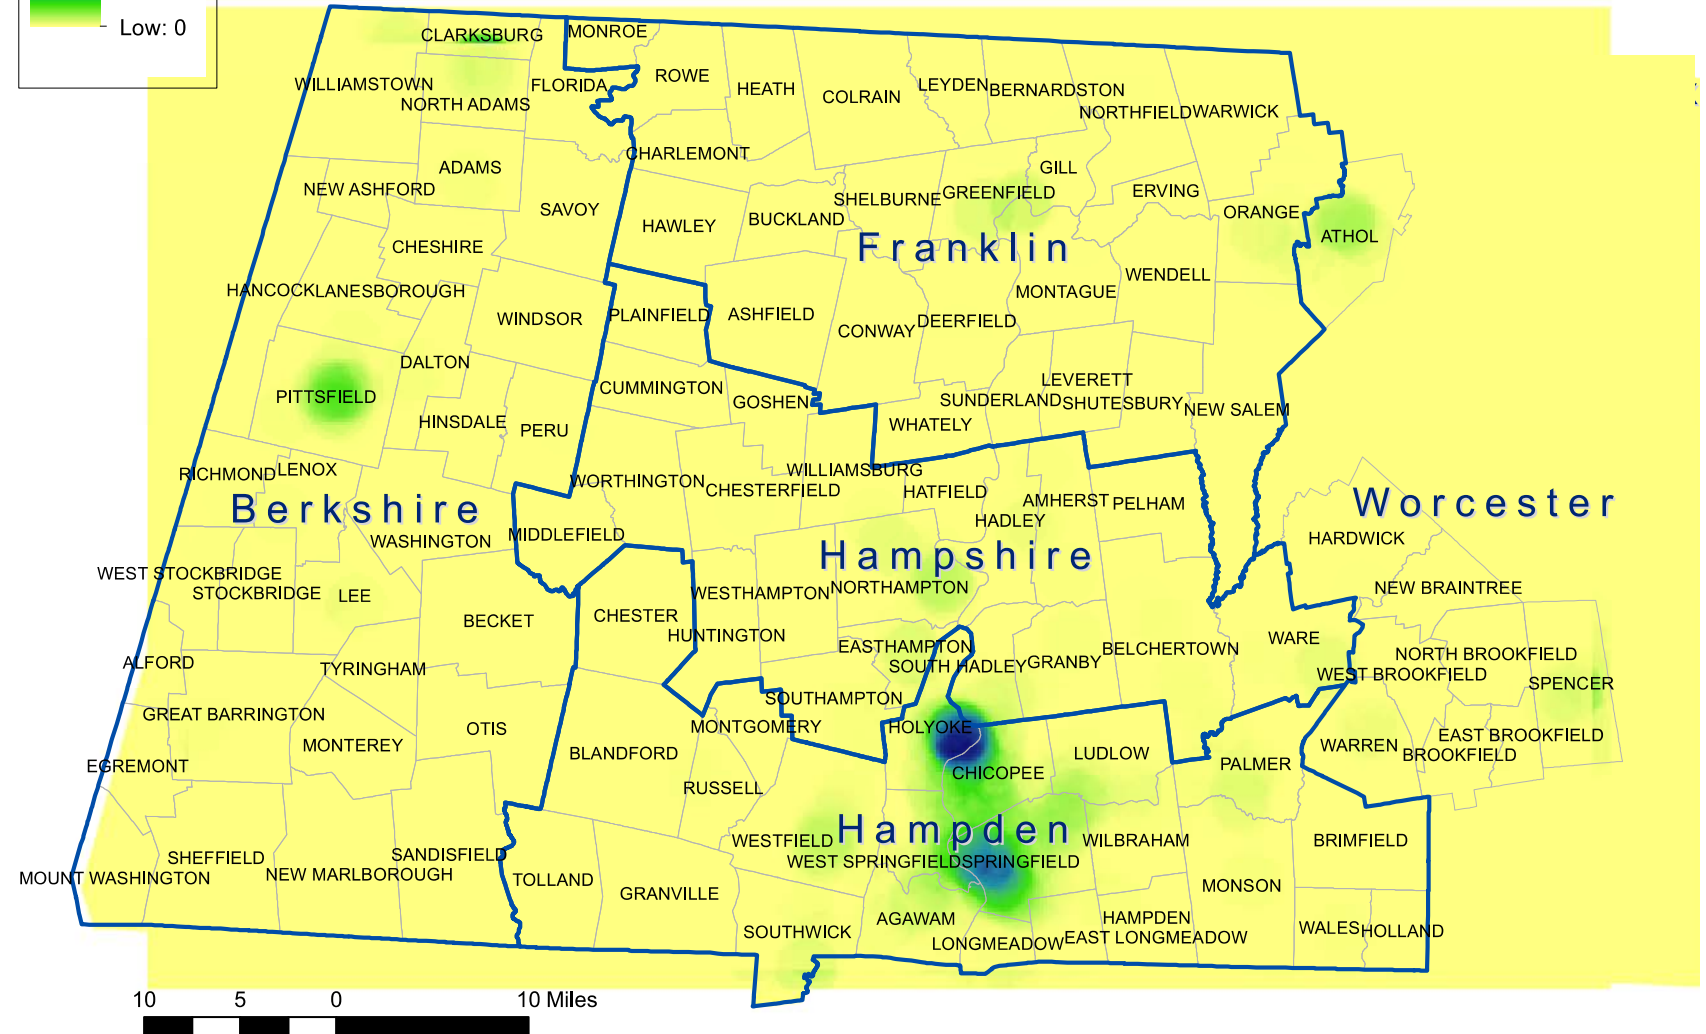 Low: 0
CLARKSBURG
MONROE
WILLIAMSTOWN
NORTH ADAMS
FLORIDA
ROWE
HEATH
COLRAIN
LEYDEN
BERNARDSTON
NORTHFIELD
WARWICK
CHARLEMONT
ADAMS
NEW ASHFORD
SAVOY
HAWLEY
BUCKLAND
SHELBURNE
GREENFIELD
GILL
ERVING
ORANGE
ATHOL
CHESHIRE
Franklin
WENDELL
HANCOCK
LANESBOROUGH
WINDSOR
PLAINFIELD
ASHFIELD
CONWAY
DEERFIELD
MONTAGUE
DALTON
PITTSFIELD
CUMMINGTON
GOSHEN
LEVERETT
SUNDERLAND
SHUTESBURY
NEW SALEM
HINSDALE
PERU
WHATELY
RICHMOND
LENOX
WORTHINGTON
WILLIAMSBURG
CHESTERFIELD
HATFIELD
HADLEY
AMHERST
PELHAM
Berkshire
Worcester
WASHINGTON
MIDDLEFIELD
Hampshire
HARDWICK
WEST STOCKBRIDGE
STOCKBRIDGE
LEE
BECKET
CHESTER
WESTHAMPTON
NORTHAMPTON
NEW BRAINTREE
HUNTINGTON
EASTHAMPTON
SOUTH HADLEY
GRANBY
BELCHERTOWN
WARE
NORTH BROOKFIELD
WEST BROOKFIELD
SPENCER
ALFORD
TYRINGHAM
SOUTHAMPTON
GREAT BARRINGTON
MONTEREY
OTIS
MONTGOMERY
HOLYOKE
BLANDFORD
LUDLOW
PALMER
WARREN
EAST BROOKFIELD
BROOKFIELD
EGREMONT
CHICOPEE
RUSSELL
WESTFIELD
Hampden
WILBRAHAM
BRIMFIELD
SHEFFIELD
SANDISFIELD
WEST SPRINGFIELD
SPRINGFIELD
MOUNT WASHINGTON
NEW MARLBOROUGH
TOLLAND
GRANVILLE
MONSON
SOUTHWICK
AGAWAM
HAMPDEN
LONGMEADOW
EAST LONGMEADOW
WALES
HOLLAND
10 5 0 10 Miles